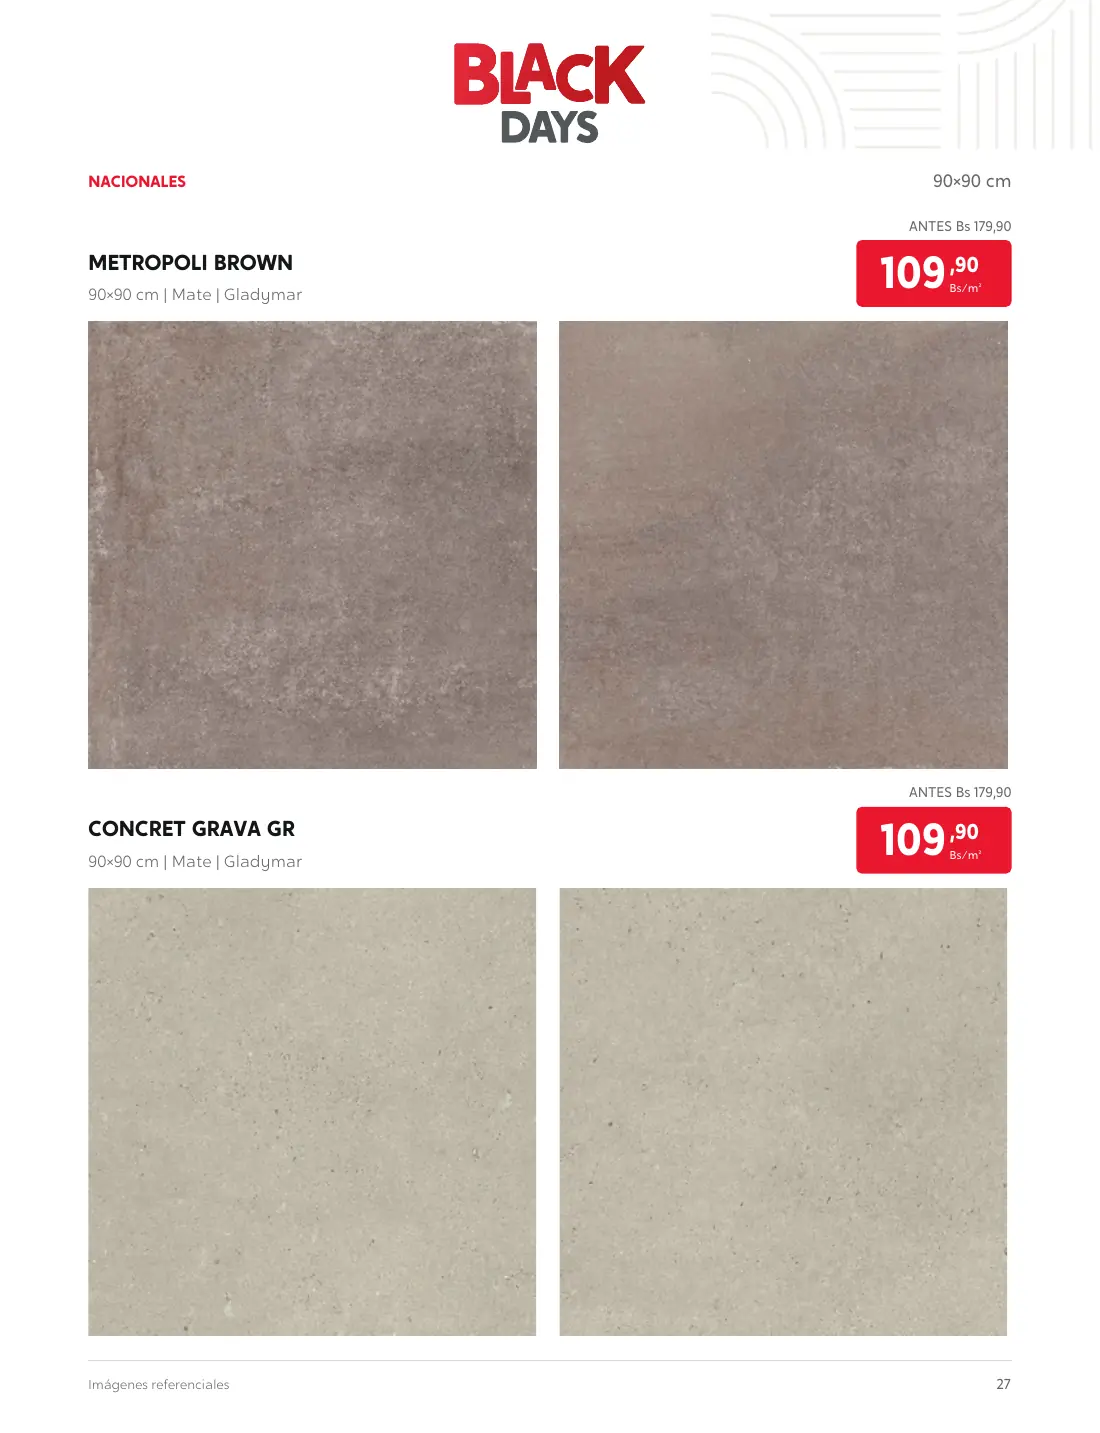 BLACK
DAYS
NACIONALES
90×90 cm
ANTES Bs 179,90
METROPOLI BROWN
109,90
Bs/m²
90×90 cm | Mate | Gladymar
ANTES Bs 179,90
CONCRET GRAVA GR
109,90
Bs/m²
90×90 cm | Mate | Gladymar
Imágenes referenciales
27